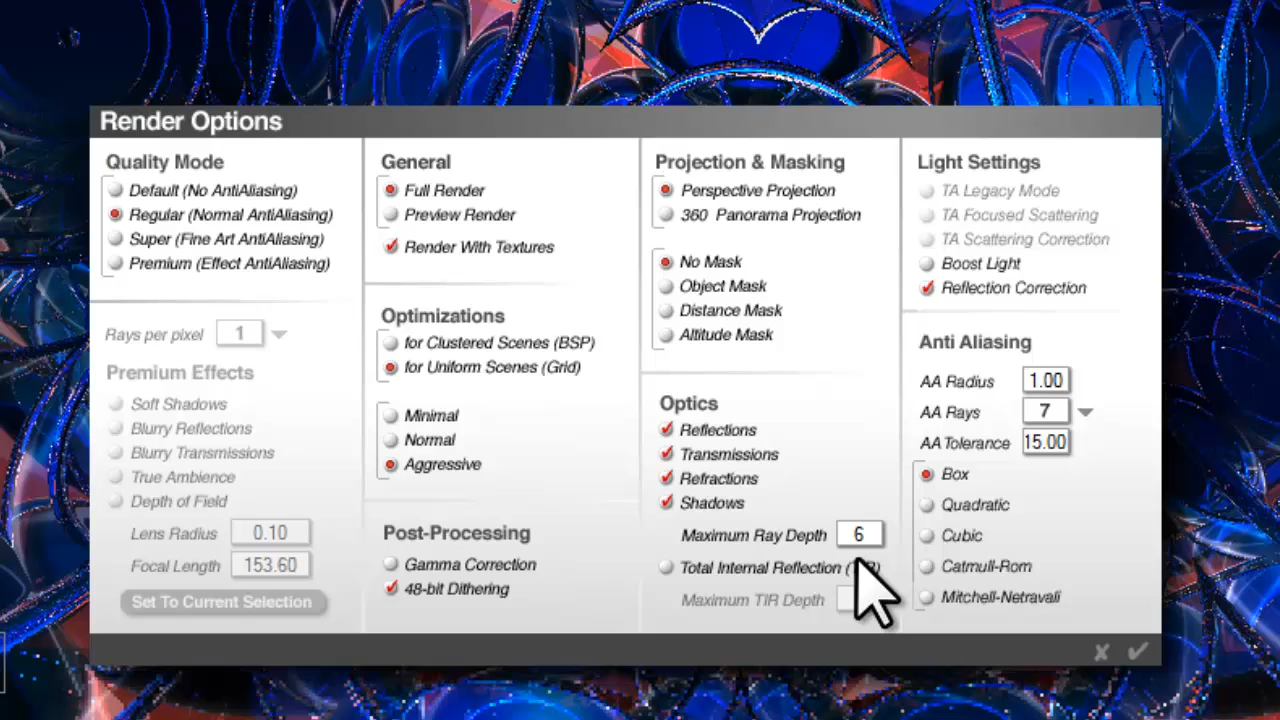 Render Options
Quality Mode
Default (No AntiAliasing)
Regular (Normal AntiAliasing)
Super (Fine Art AntiAliasing)
Premium (Effect AntiAliasing)
Rays per pixel 1
Premium Effects
Soft Shadows
Blurry Reflections
Blurry Transmissions
True Ambience
Depth of Field
Lens Radius 0.10
Focal Length 153.60
Set To Current Selection
General
Full Render
Preview Render
Render With Textures
Optimizations
for Clustered Scenes (BSP)
for Uniform Scenes (Grid)
Minimal
Normal
Aggressive
Post-Processing
Gamma Correction
48-bit Dithering
Projection & Masking
Perspective Projection
360 Panorama Projection
No Mask
Object Mask
Distance Mask
Altitude Mask
Optics
Reflections
Transmissions
Refractions
Shadows
Maximum Ray Depth 6
Total Internal Reflection
Maximum TIR Depth
Light Settings
TA Legacy Mode
TA Focused Scattering
TA Scattering Correction
Boost Light
Reflection Correction
Anti Aliasing
AA Radius 1.00
AA Rays 7
AA Tolerance 15.00
Box
Quadratic
Cubic
Catmull-Rom
Mitchell-Netravali